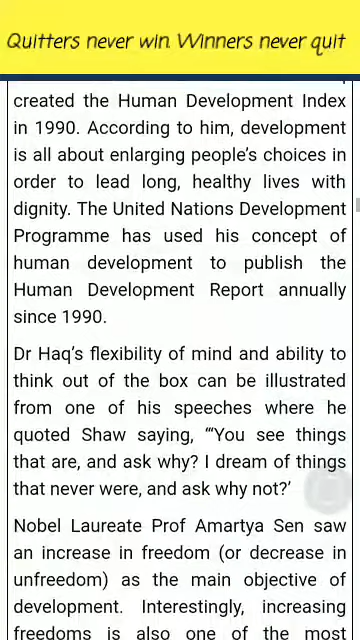 Quitters never win Winners never quit
created the Human Development Index
in 1990. According to him, development
is all about enlarging people's choices in
order to lead long, healthy lives with
dignity. The United Nations Development
Programme has used his concept of
human development to publish the
Human Development Report annually
since 1990.
Dr Haq's flexibility of mind and ability to
think out of the box can be illustrated
from one of his speeches where he
quoted Shaw saying, “‘You see things
that are, and ask why? I dream of things
that never were, and ask why not?’
Nobel Laureate Prof Amartya Sen saw
an increase in freedom (or decrease in
unfreedom) as the main objective of
development. Interestingly, increasing
freedoms is also one of the most